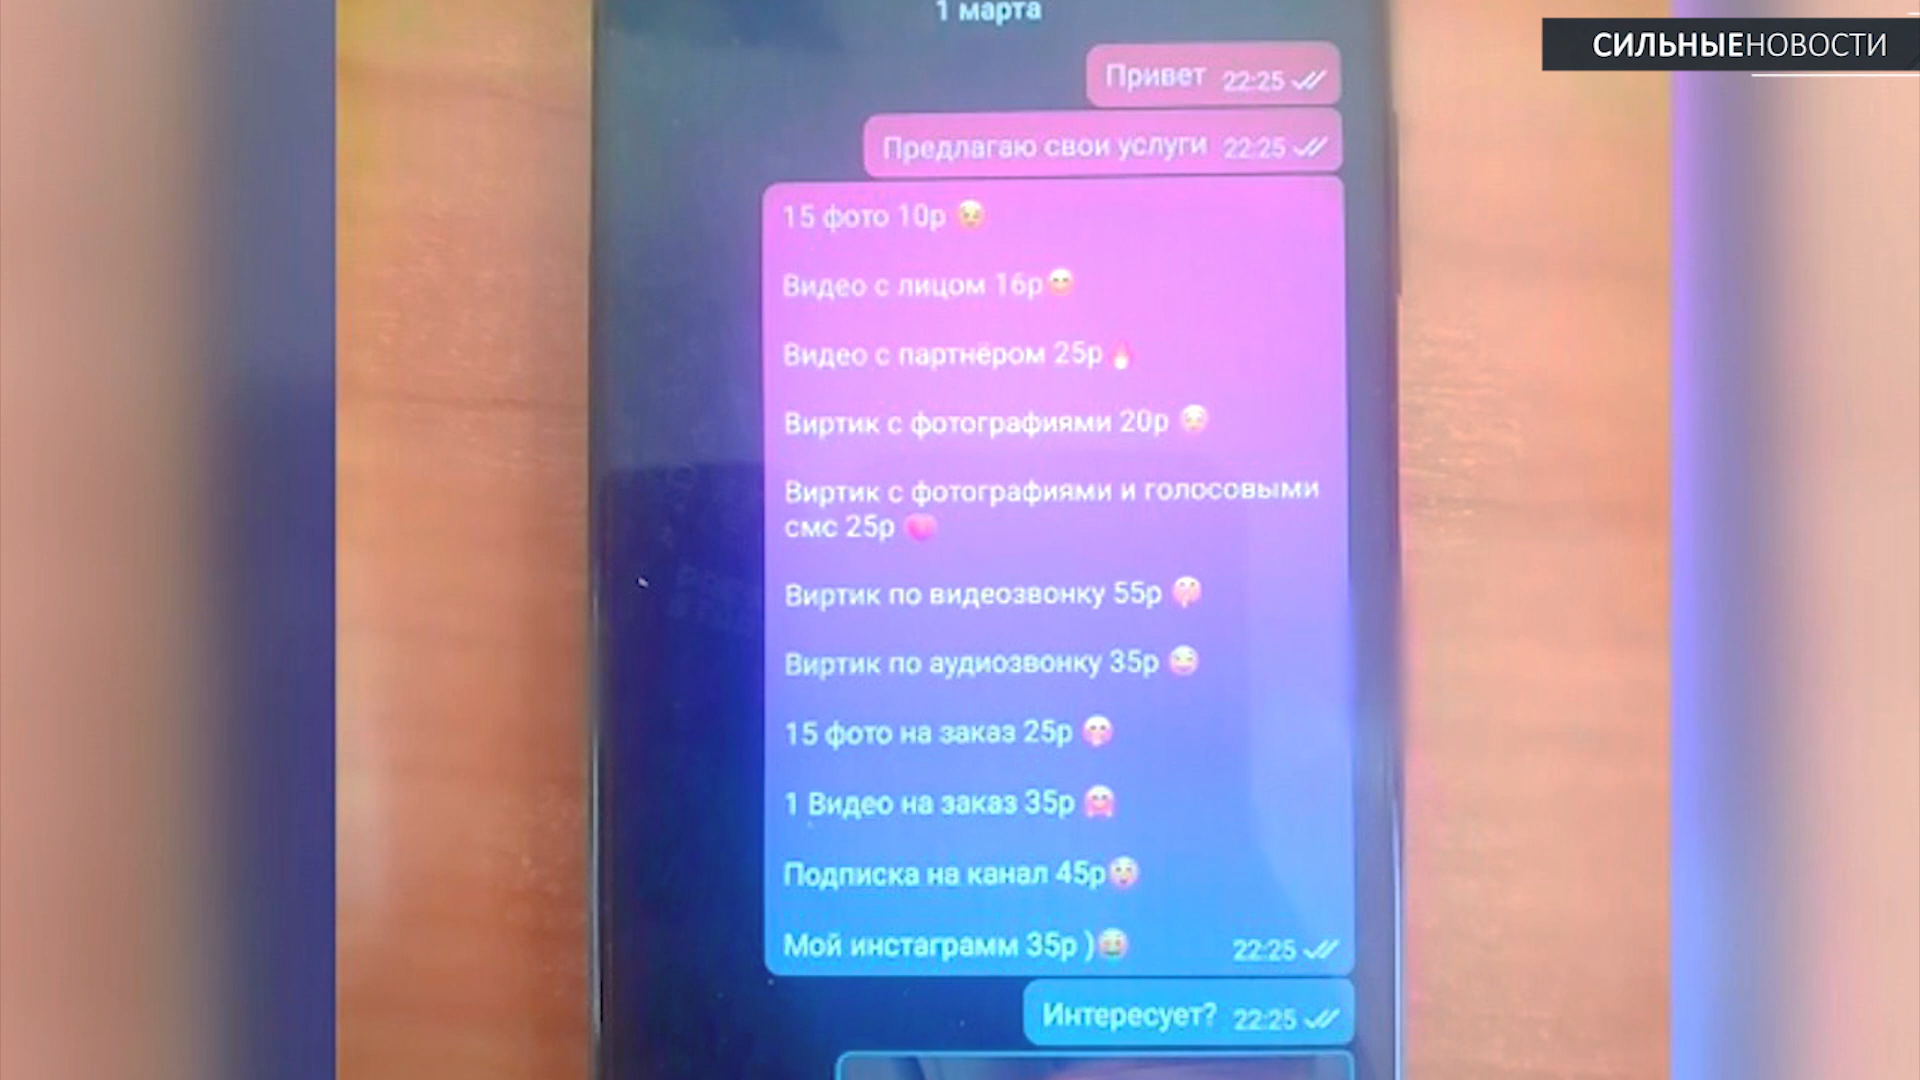 1 марта
СИЛЬНЫЕНОВОСТИ
Привет 22:25
Предлагаю свои услуги 22:25
15 фото 10р
Видео с лицом 16р
Видео с партнёром 25р
Виртик с фотографиями 20р
Виртик с фотографиями и голосовыми
смс 25р
Виртик по видеозвонку 55р
Виртик по аудиозвонку 35р
15 фото на заказ 25р
1 Видео на заказ 35р
Подписка на канал 45р
Мой инстаграмм 35р )
22:25
Интересует? 22:25